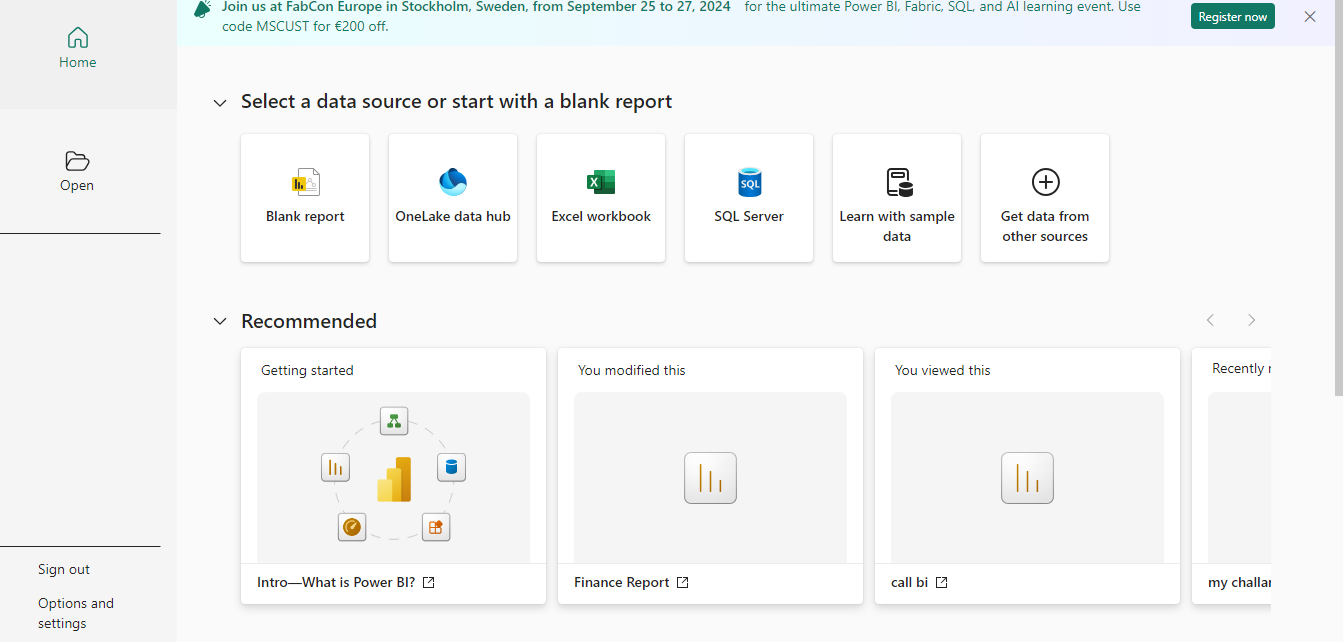 Join us at FabCon Europe in Stockholm, Sweden, from September 25 to 27, 2024 for the ultimate Power BI, Fabric, SQL, and AI learning event. Use
code MSCUST for €200 off.
Register now
Home
Open
Select a data source or start with a blank report
Blank report
OneLake data hub
Excel workbook
SQL
SQL Server
Learn with sample
data
Get data from
other sources
Recommended
Getting started
You modified this
You viewed this
Recently
Intro—What is Power BI?
Finance Report
call bi
my challan
Sign out
Options and
settings